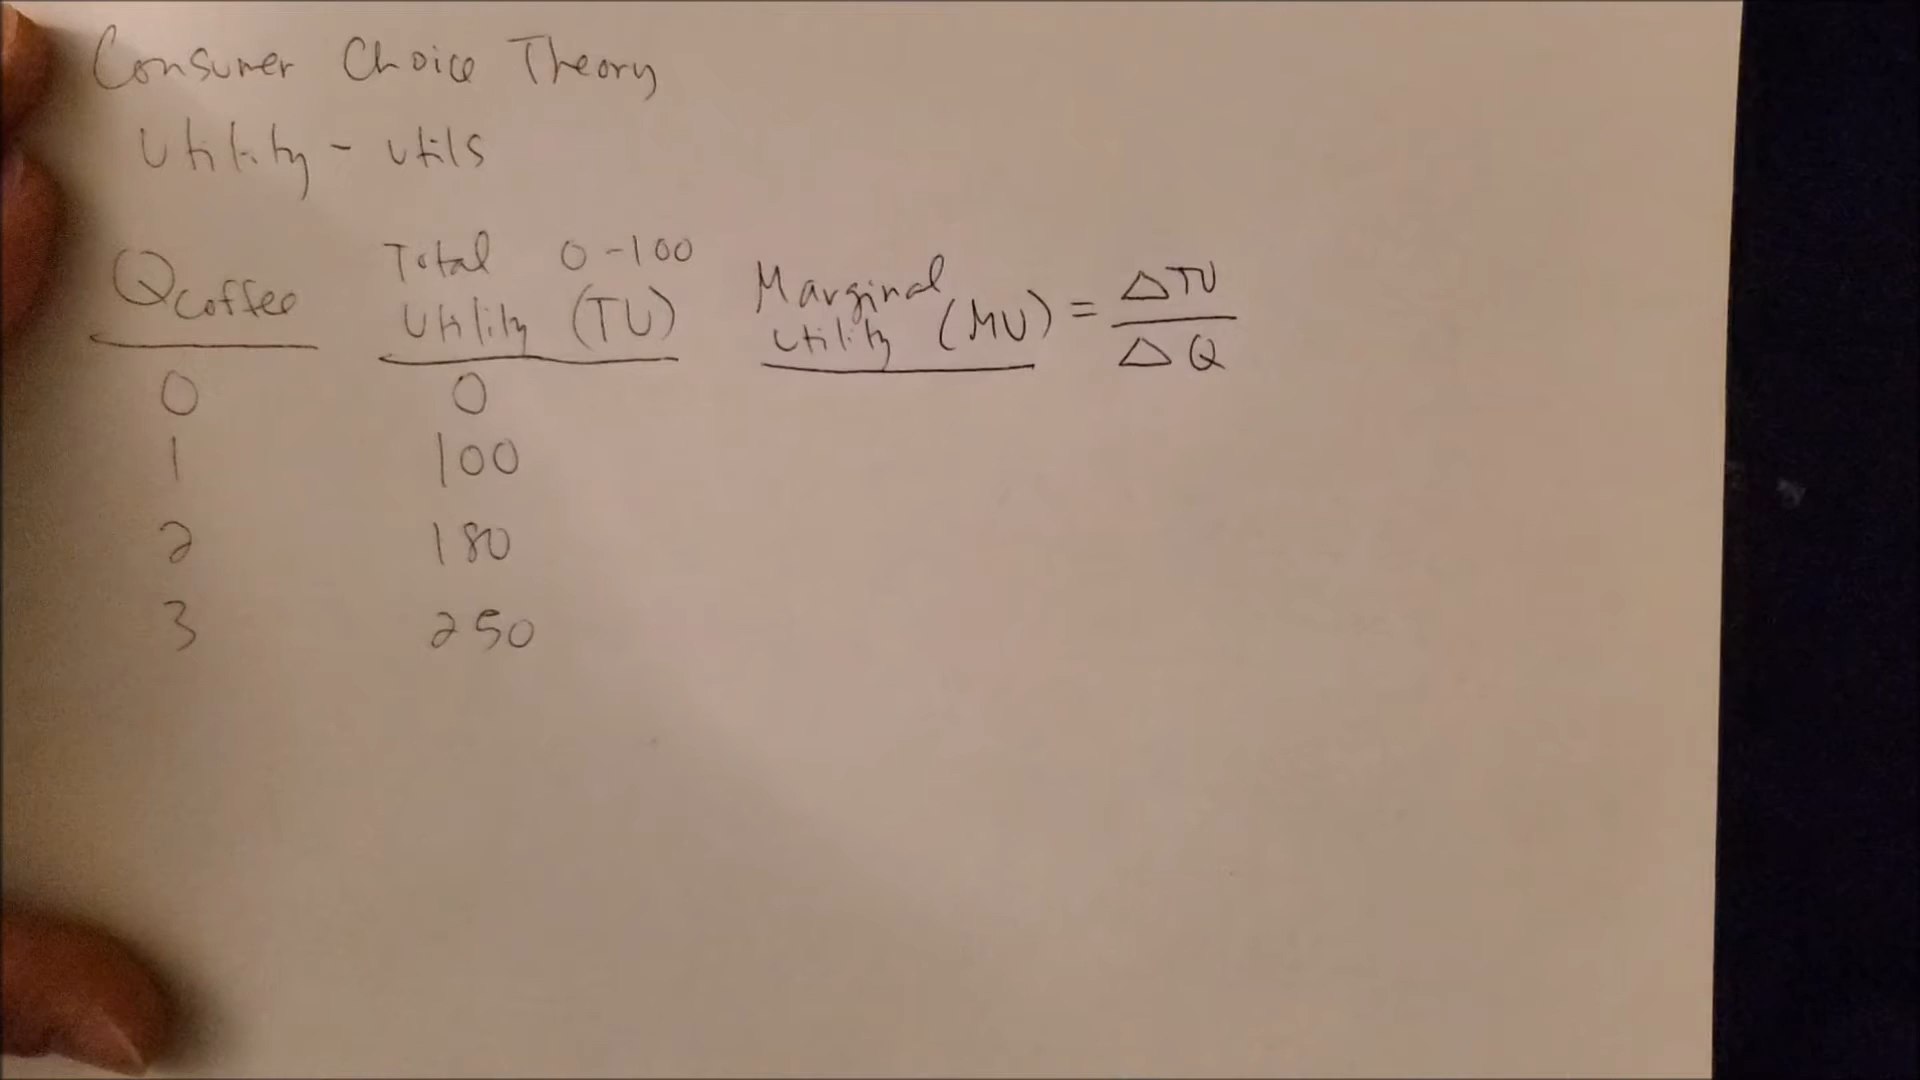 Consumer Choice Theory
Utility - utils
Qcoffee Total 0-100 Utility (TU) Marginal Utility (MU) = ΔTU / ΔQ
0 0
1 100
2 180
3 250